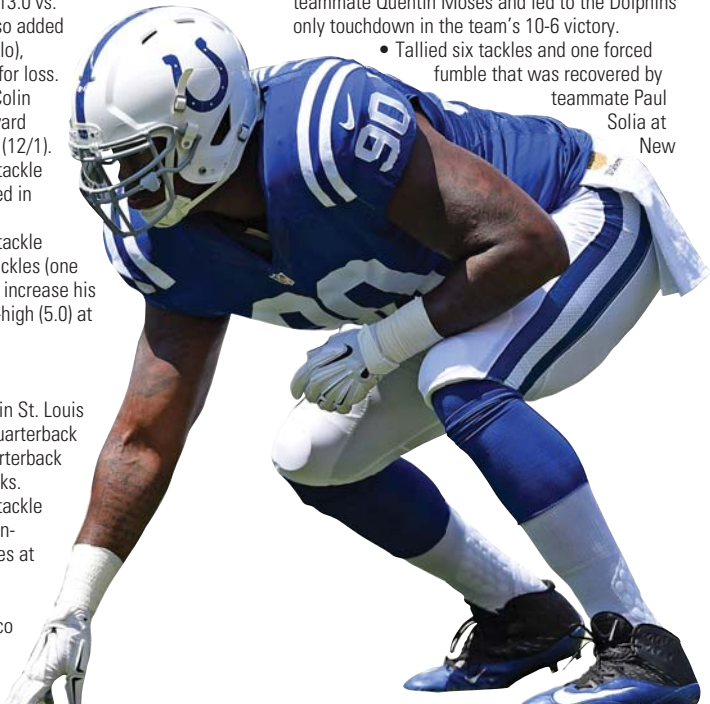 13.0 vs.
so added
lo),
for loss.
Colin
ward
(12/1).
tackle
ed in
tackle
ckles (one
increase his
-high (5.0) at
in St. Louis
uarterback
rterback
ks.
tackle
n-
es at
co
teammate Quentin Moses and led to the Dolphins'
only touchdown in the team's 10-6 victory.
• Tallied six tackles and one forced
fumble that was recovered by
teammate Paul
Solia at
New
90
90